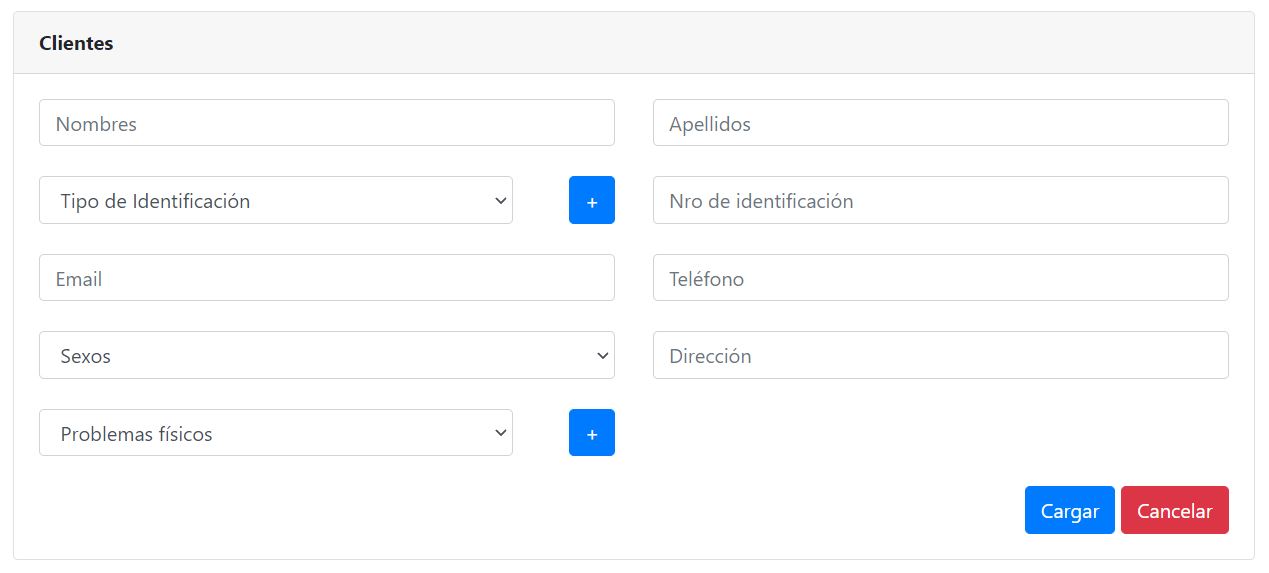 Clientes
Nombres Apellidos
Tipo de Identificación + Nro de identificación
Email Teléfono
Sexos Dirección
Problemas físicos +
Cargar Cancelar